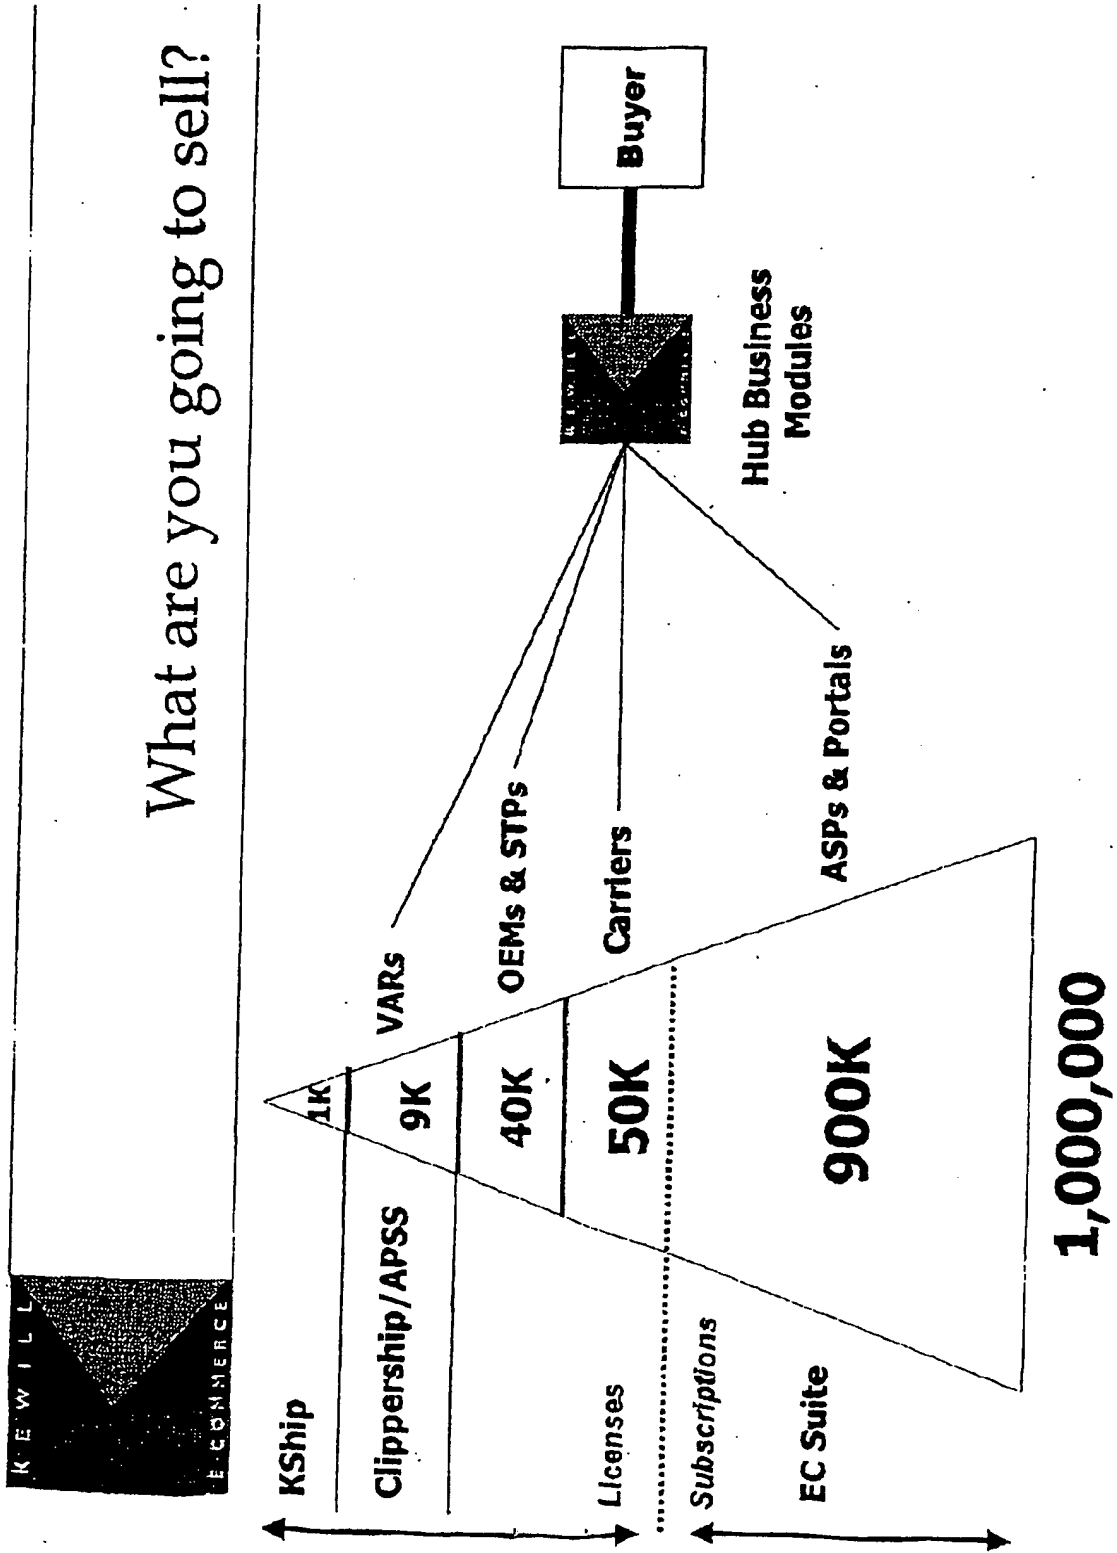 KEWILL
E·COMMERCE
What are you going to sell?
KShip
1K
Clippership/APSS
9K
VARs
40K
OEMs & STPs
Licenses
50K
Carriers
Subscriptions
EC Suite
900K
ASPs & Portals
1,000,000
Hub Business
Modules
Buyer